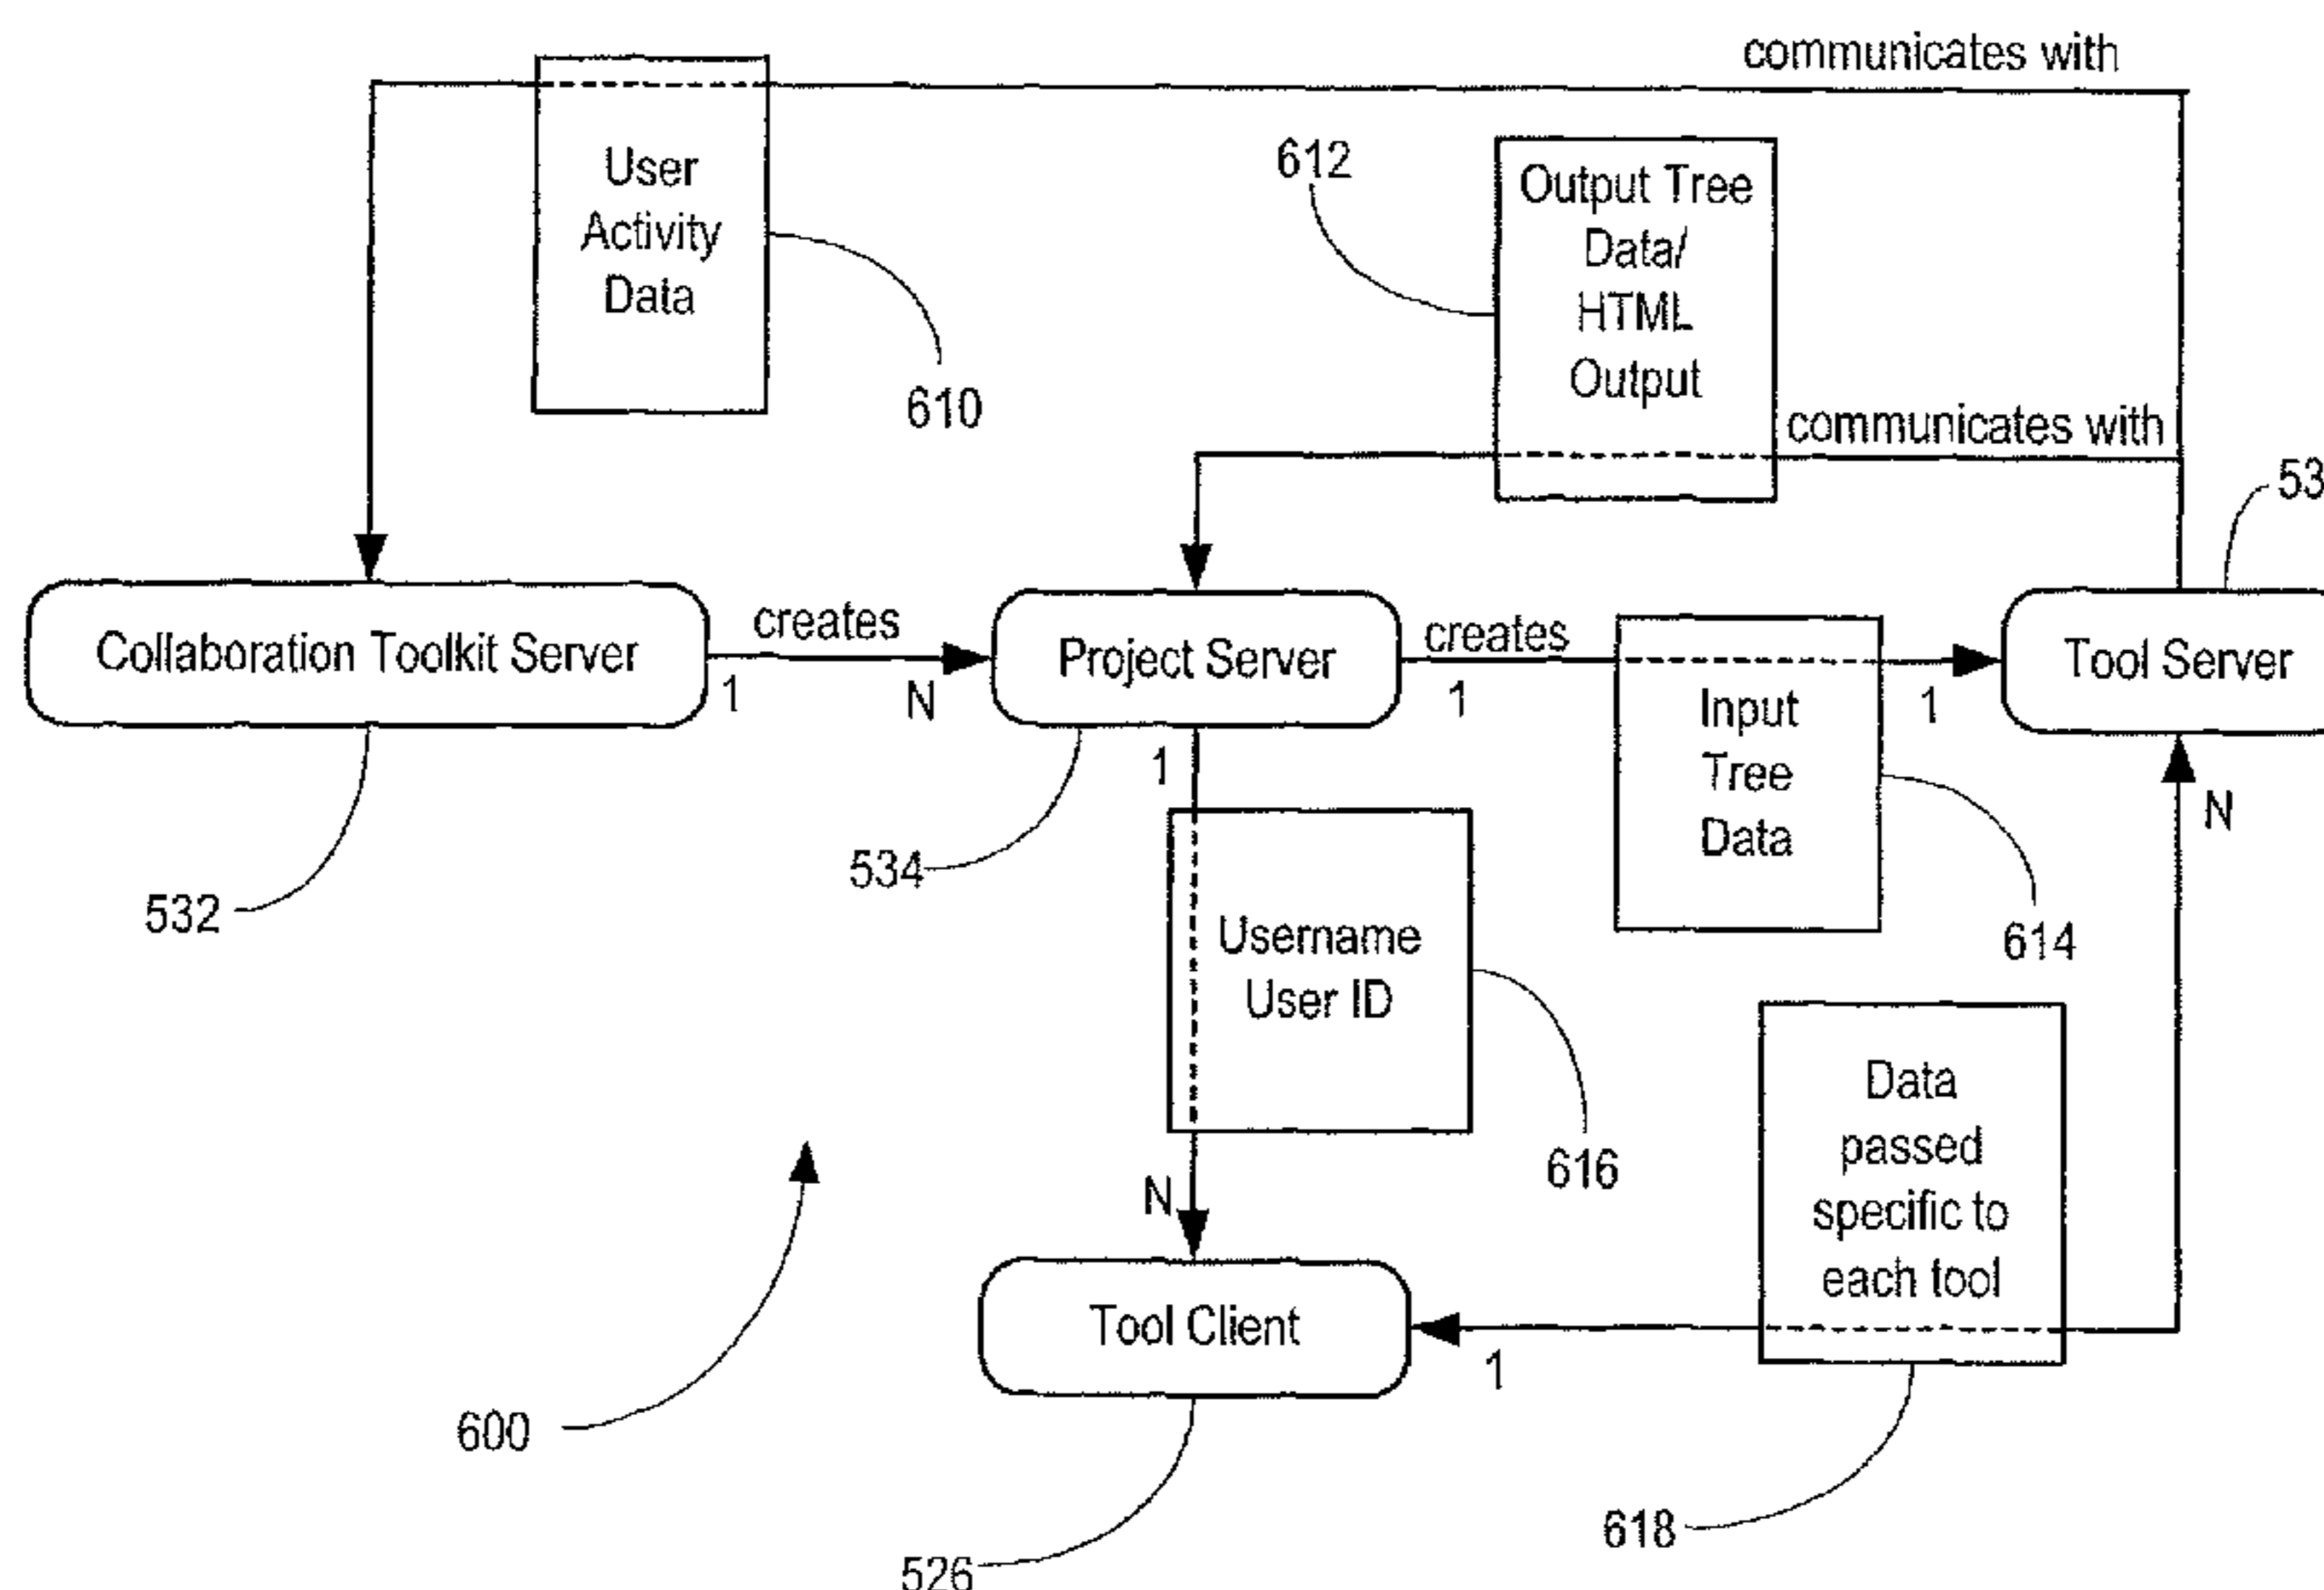 communicates with
User
Activity
Data
610
612
Output Tree
Data/
HTML
Output
communicates with
Collaboration Toolkit Server
532
creates
1
N
Project Server
534
creates
1
1
Input
Tree
Data
614
Tool Server
1
Username
User ID
616
N
N
Data
passed
specific to
each tool
618
Tool Client
1
526
600